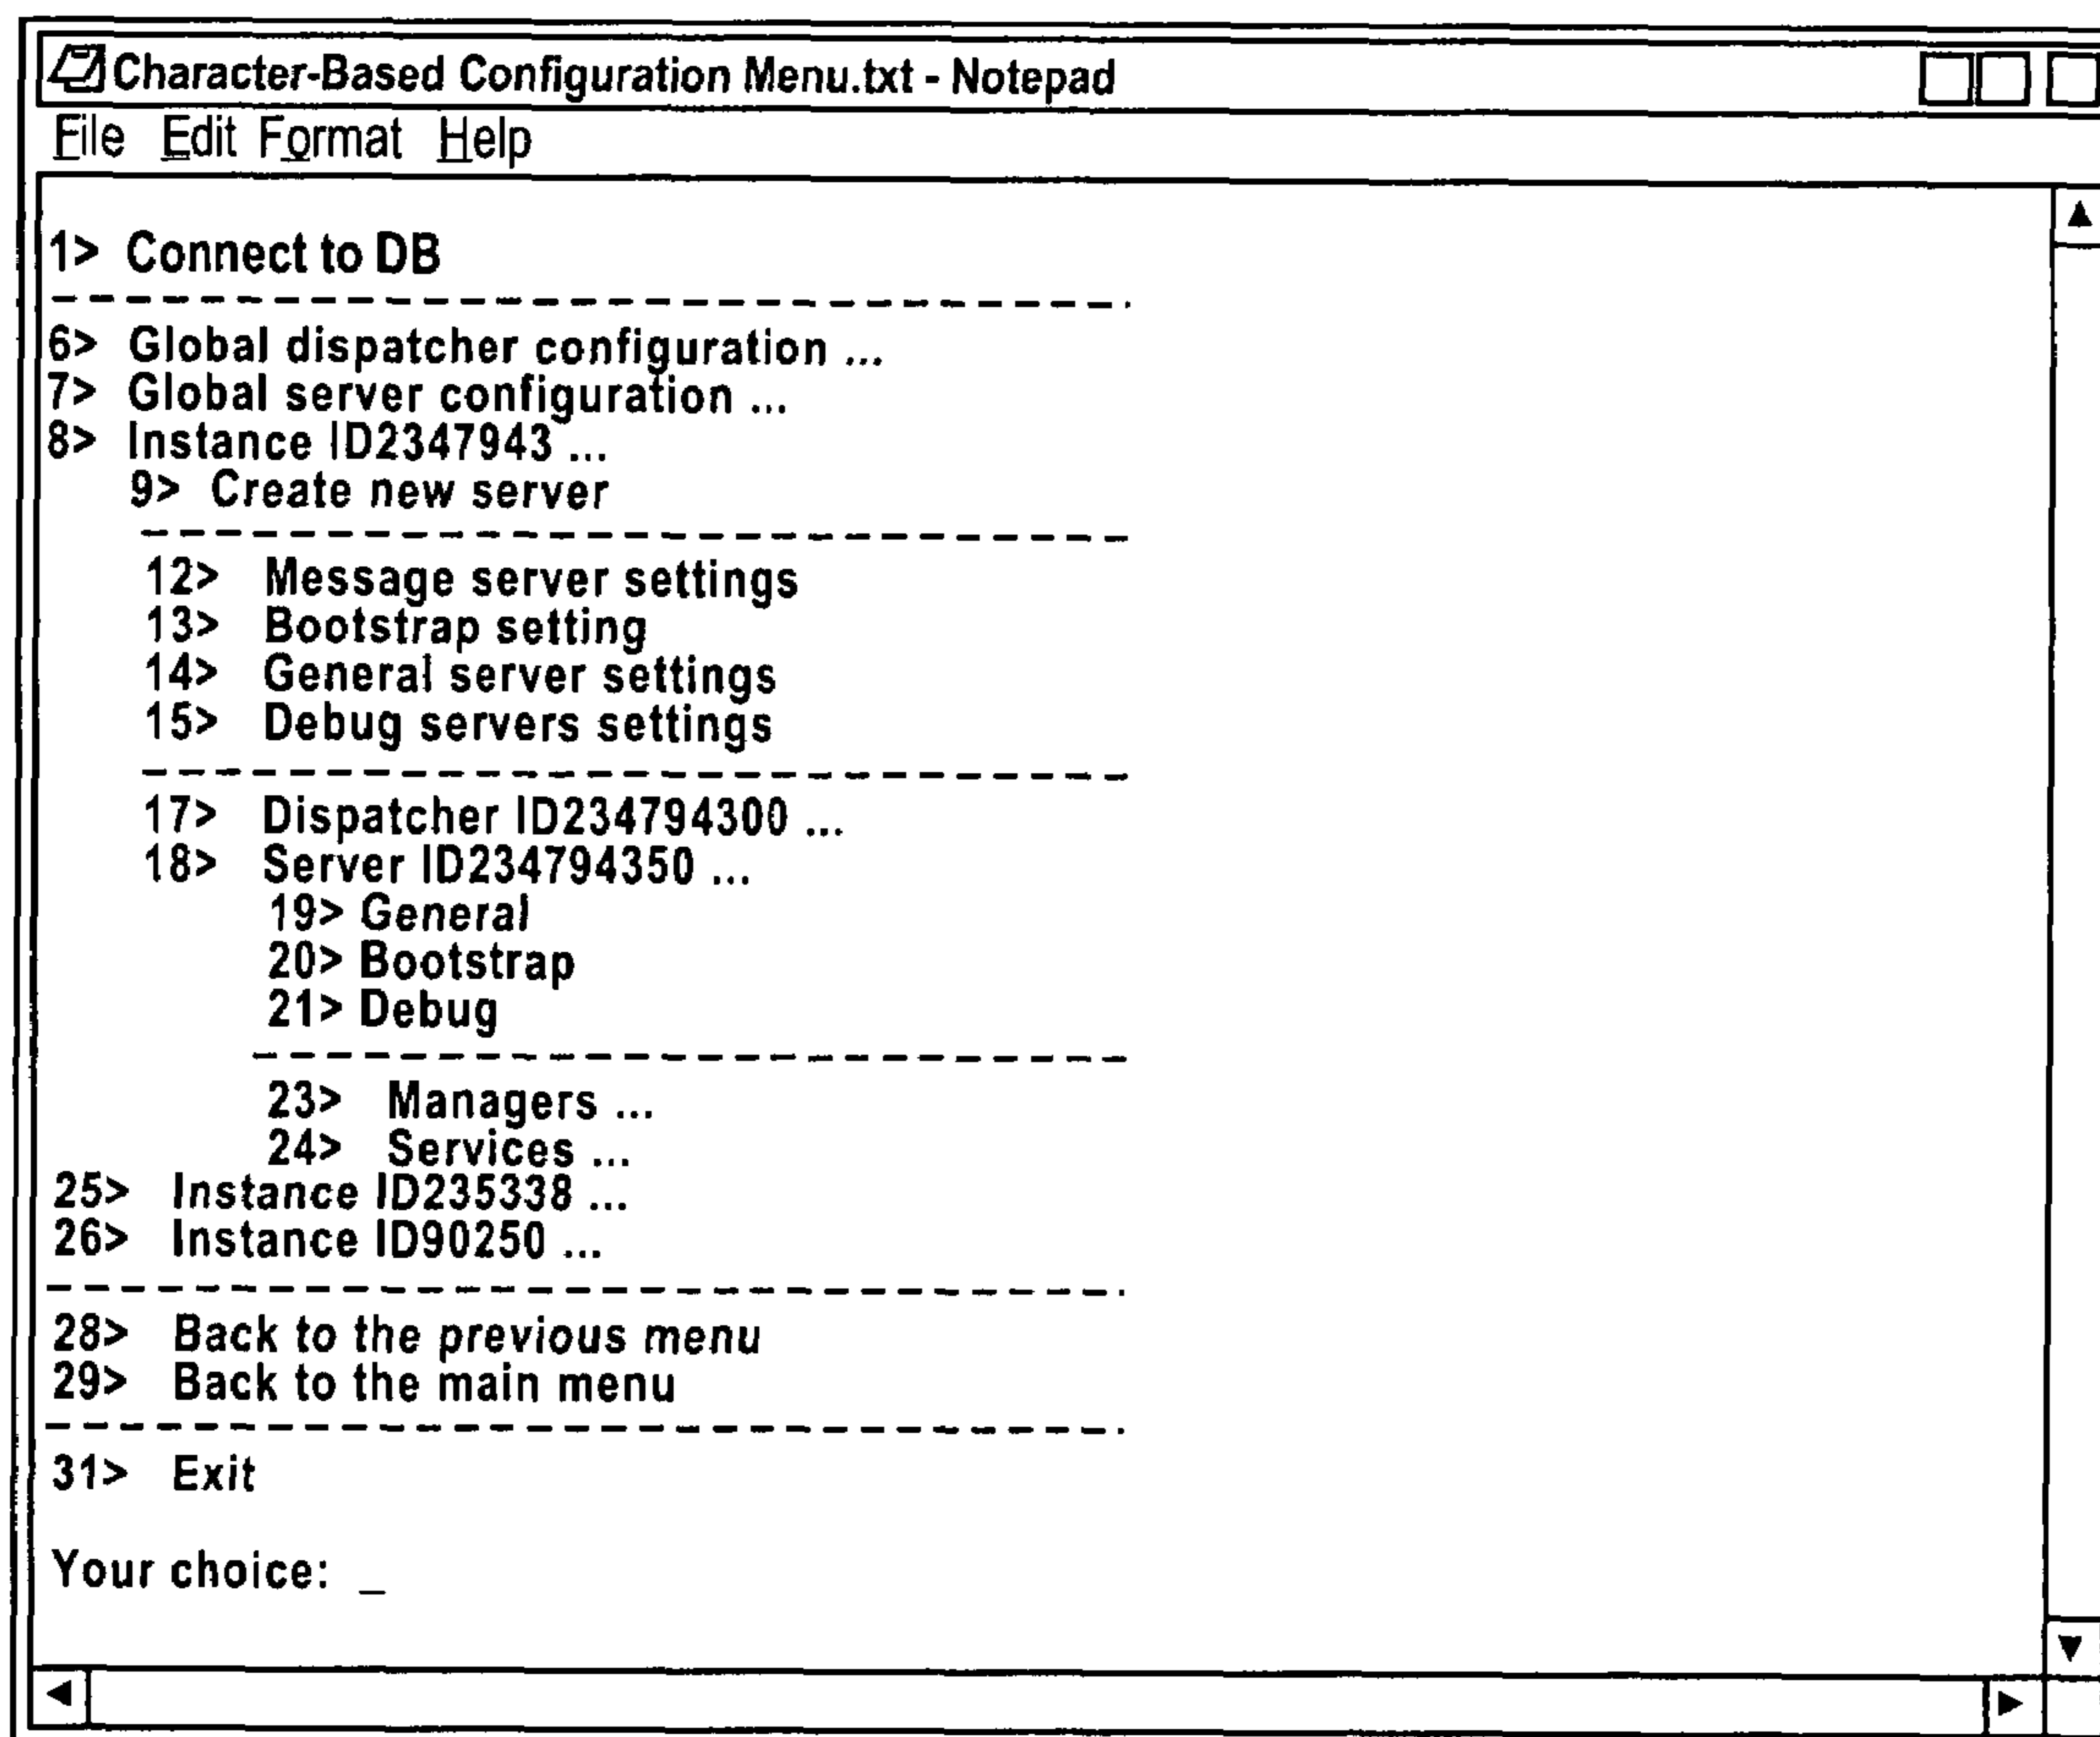 Character-Based Configuration Menu.txt - Notepad
File Edit Format Help
1> Connect to DB
6> Global dispatcher configuration ...
7> Global server configuration ...
8> Instance ID2347943 ...
9> Create new server
12> Message server settings
13> Bootstrap setting
14> General server settings
15> Debug servers settings
17> Dispatcher ID234794300 ...
18> Server ID234794350 ...
19> General
20> Bootstrap
21> Debug
23> Managers ...
24> Services ...
25> Instance ID235338 ...
26> Instance ID90250 ...
28> Back to the previous menu
29> Back to the main menu
31> Exit
Your choice: _